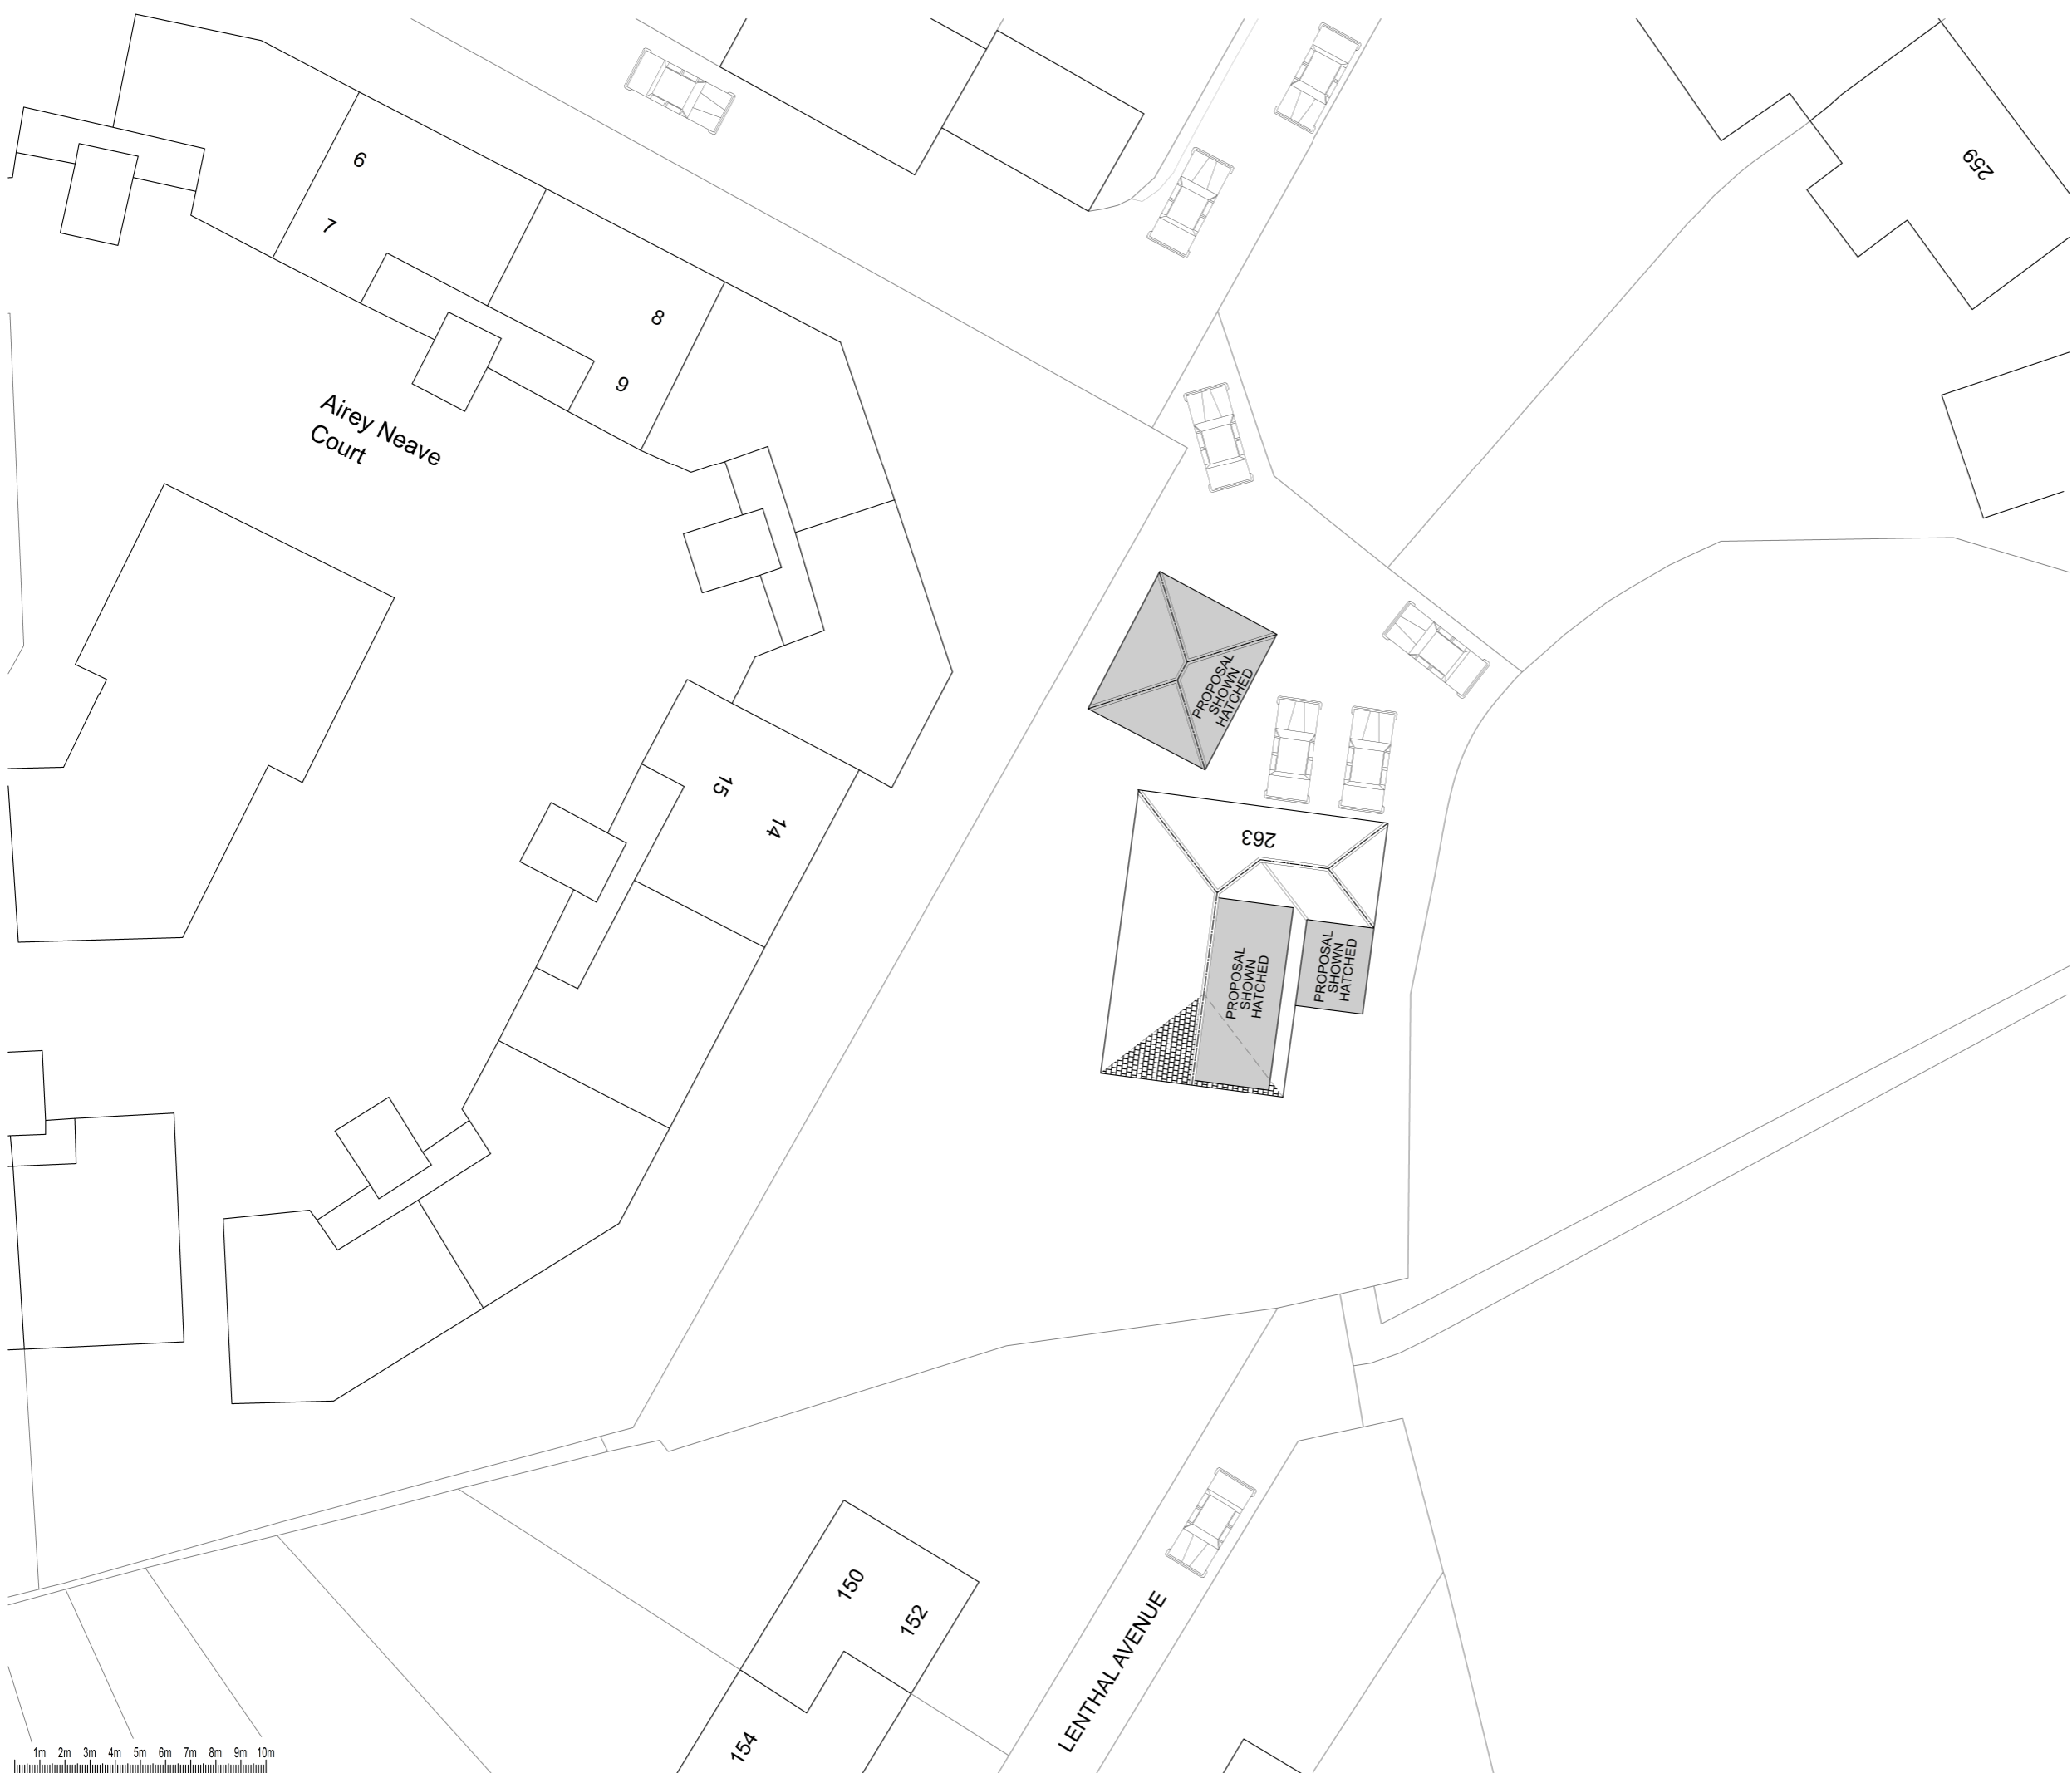 6
7
8
9
259
Airey Neave
Court
PROPOSAL
SHOWN
HATCHED
15
14
263
PROPOSAL
SHOWN
HATCHED
PROPOSAL
SHOWN
HATCHED
150
152
154
LENTHAL AVENUE
1m 2m 3m 4m 5m 6m 7m 8m 9m 10m